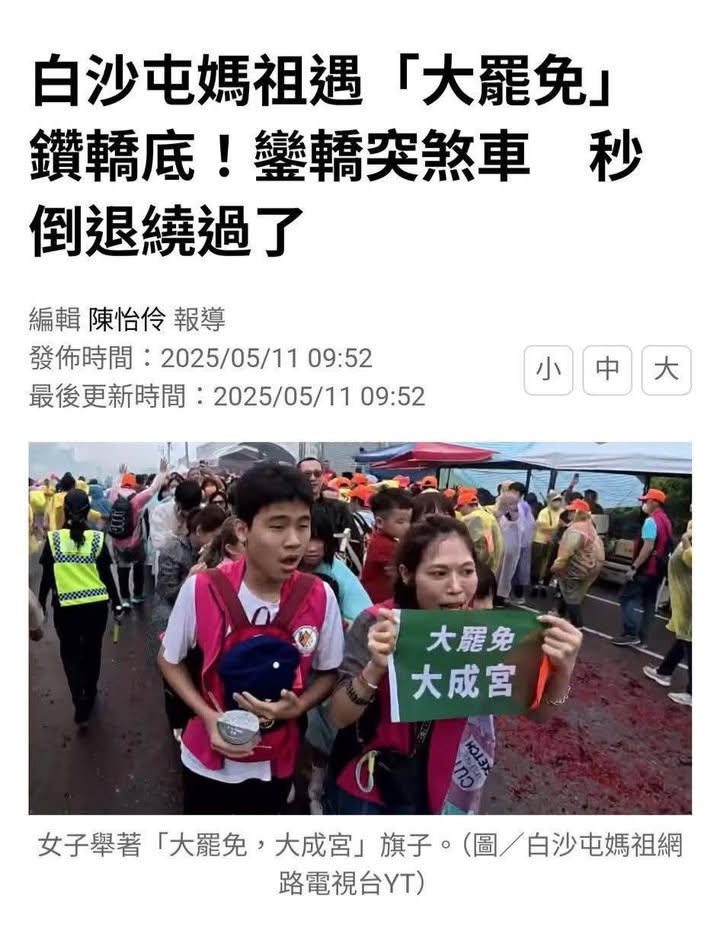 白沙屯媽祖遇「大罷免」
鑽轎底！鑾轎突煞車　秒
倒退繞過了
編輯 陳怡伶 報導
發佈時間：2025/05/11 09:52
最後更新時間：2025/05/11 09:52
小 中 大
大罷免
大成宮
女子舉著「大罷免，大成宮」旗子。（圖／白沙屯媽祖網
路電視台YT）